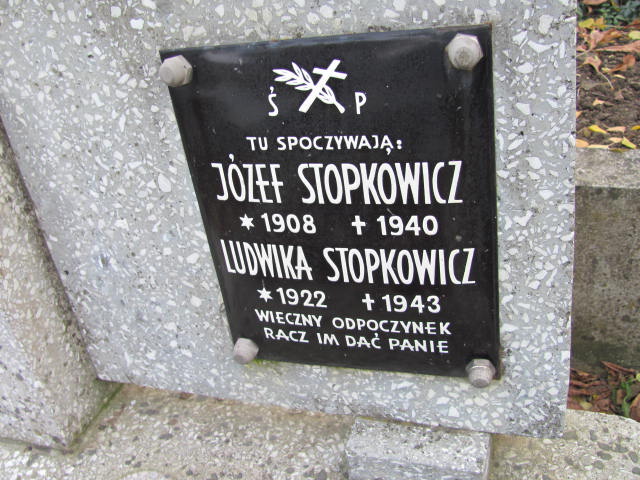 Ś P
TU SPOCZYWAJĄ:
JÓZEF STOPKOWICZ
* 1908 ✝ 1940
LUDWIKA STOPKOWICZ
* 1922 ✝ 1943
WIECZNY ODPOCZYNEK
RACZ IM DAĆ PANIE